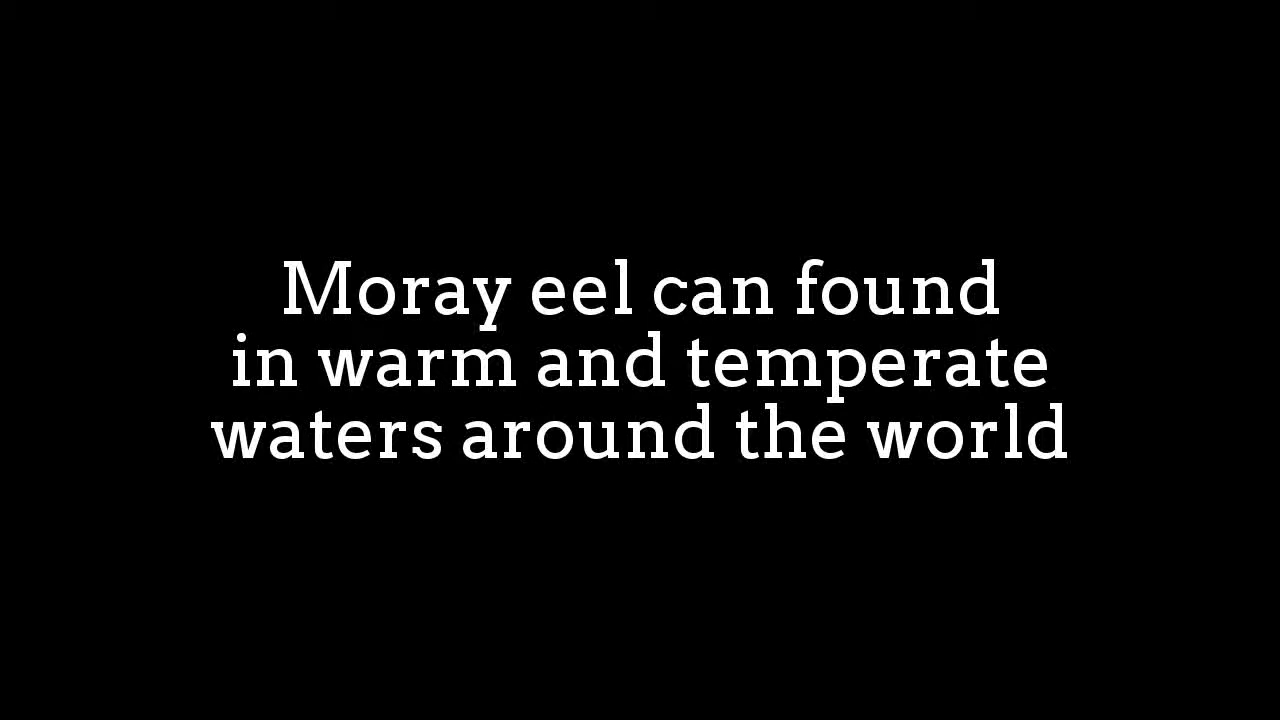 Moray eel can found
in warm and temperate
waters around the world